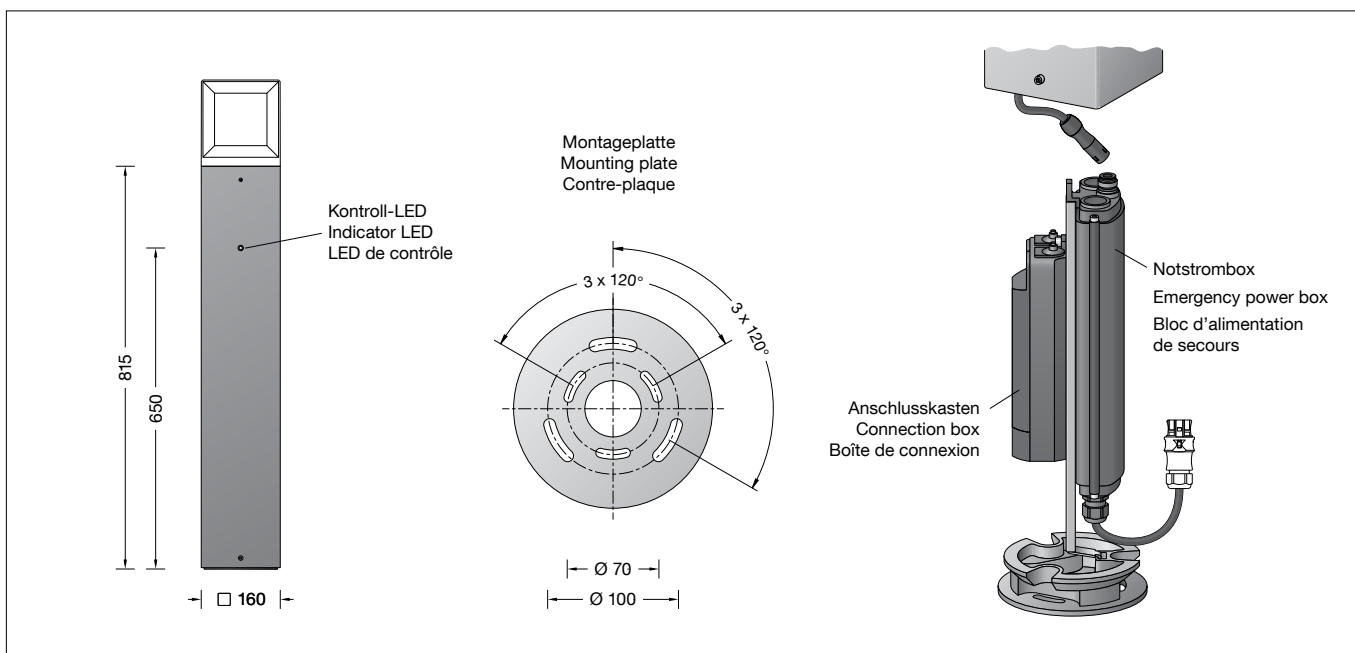 815
650
□ 160
Kontroll-LED
Indicator LED
LED de contrôle
Montageplatte
Mounting plate
Contre-plaque
3 x 120°
3 x 120°
Ø 70
Ø 100
Notstrombox
Emergency power box
Bloc d’alimentation
de secours
Anschlusskasten
Connection box
Boîte de connexion